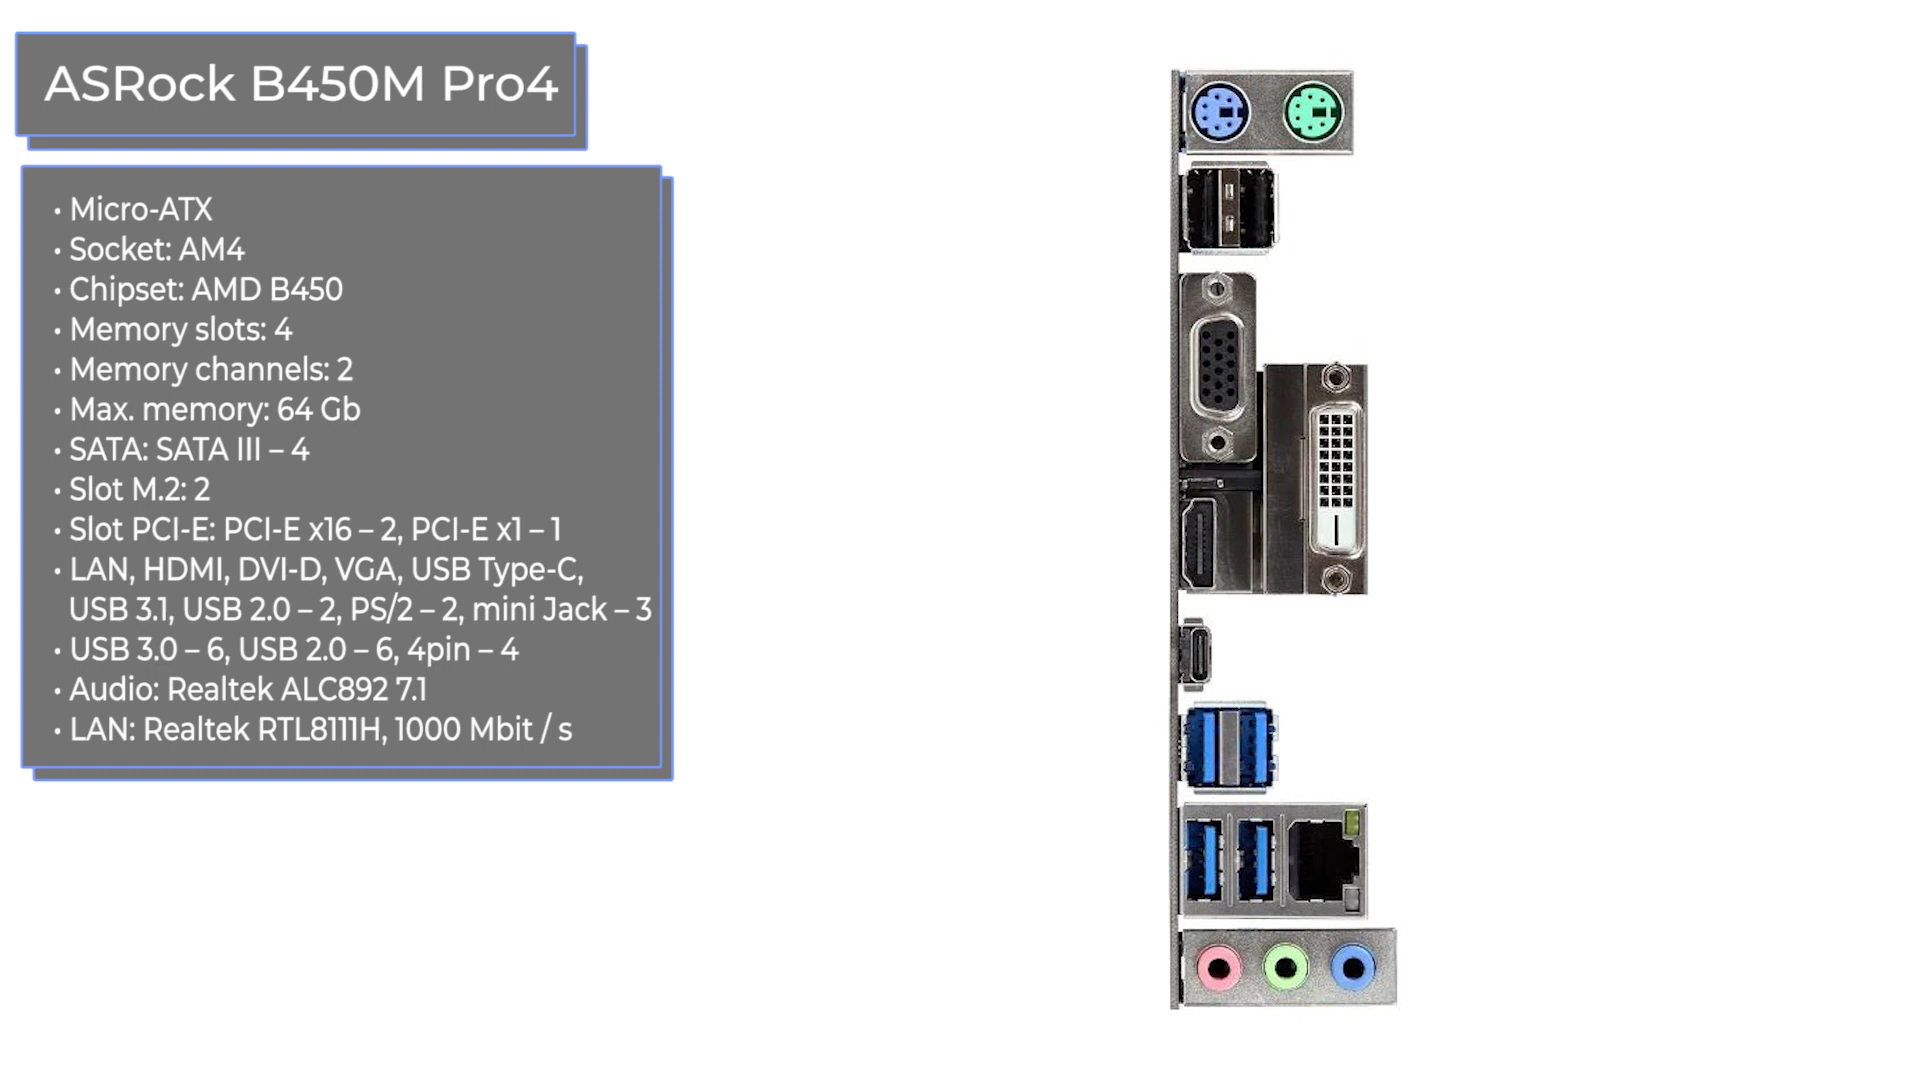 ASRock B450M Pro4
• Micro-ATX
• Socket: AM4
• Chipset: AMD B450
• Memory slots: 4
• Memory channels: 2
• Max. memory: 64 Gb
• SATA: SATA III – 4
• Slot M.2: 2
• Slot PCI-E: PCI-E x16 – 2, PCI-E x1 – 1
• LAN, HDMI, DVI-D, VGA, USB Type-C,
USB 3.1, USB 2.0 – 2, PS/2 – 2, mini Jack – 3
• USB 3.0 – 6, USB 2.0 – 6, 4pin – 4
• Audio: Realtek ALC892 7.1
• LAN: Realtek RTL8111H, 1000 Mbit / s